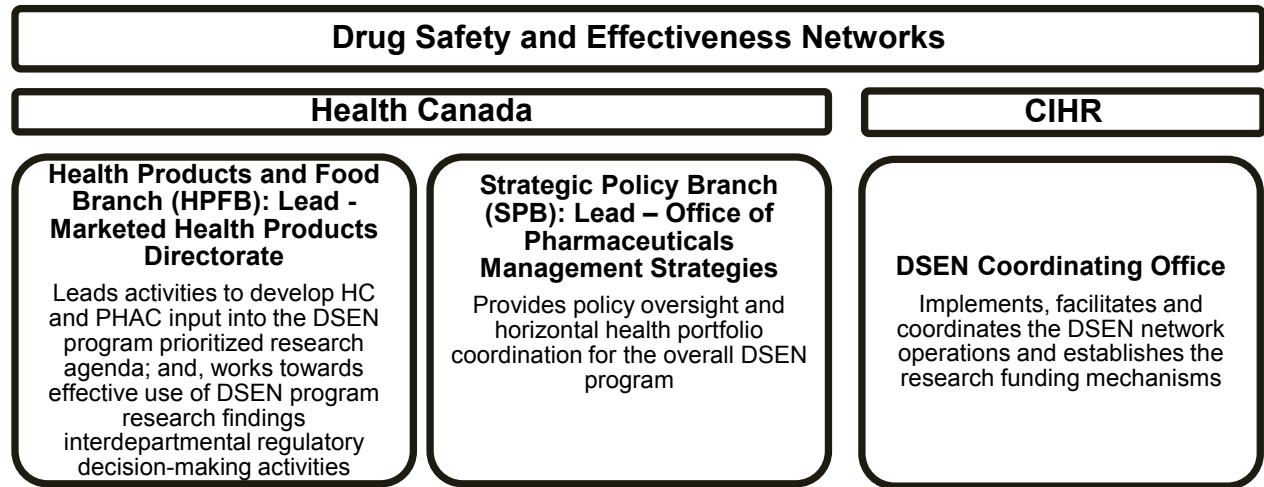 Drug Safety and Effectiveness Networks
Health Canada
CIHR
Health Products and Food
Branch (HPFB): Lead -
Marketed Health Products
Directorate
Leads activities to develop HC
and PHAC input into the DSEN
program prioritized research
agenda; and, works towards
effective use of DSEN program
research findings
interdepartmental regulatory
decision-making activities
Strategic Policy Branch
(SPB): Lead – Office of
Pharmaceuticals
Management Strategies
Provides policy oversight and
horizontal health portfolio
coordination for the overall DSEN
program
DSEN Coordinating Office
Implements, facilitates and
coordinates the DSEN network
operations and establishes the
research funding mechanisms